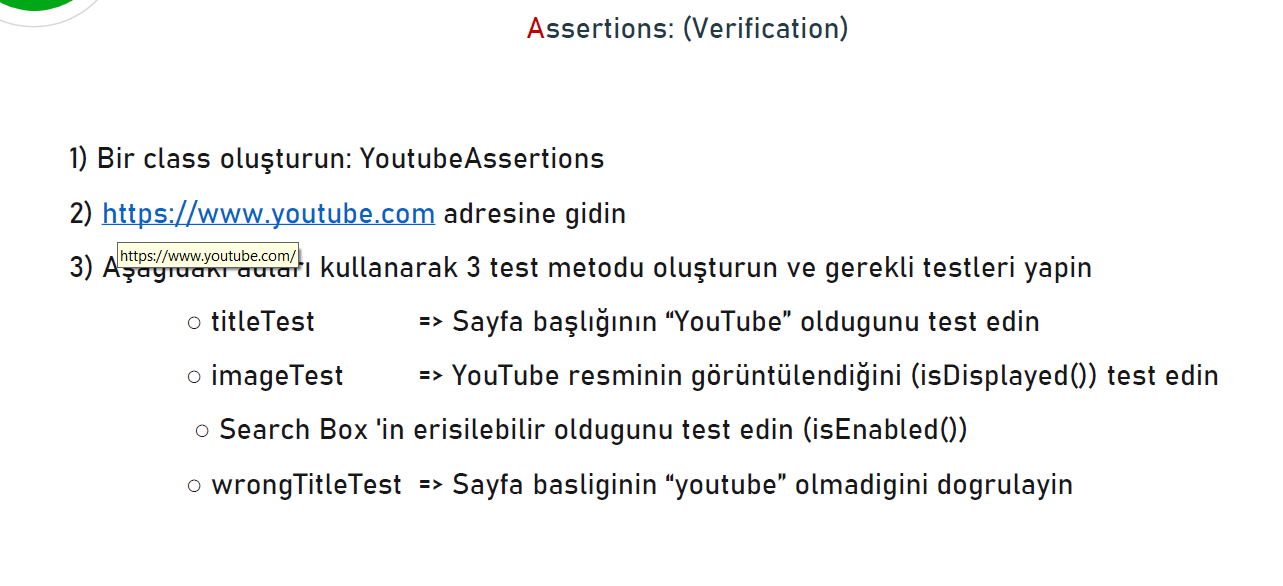 Assertions: (Verification)
1) Bir class oluşturun: YoutubeAssertions
2) https://www.youtube.com adresine gidin
https://www.youtube.com/
3) kullanarak 3 test metodu oluşturun ve gerekli testleri yapin
○ titleTest => Sayfa başlığının “YouTube” oldugunu test edin
○ imageTest => YouTube resminin görüntülendiğini (isDisplayed()) test edin
○ Search Box 'in erisilebilir oldugunu test edin (isEnabled())
○ wrongTitleTest => Sayfa basliginin “youtube” olmadigini dogrulayin